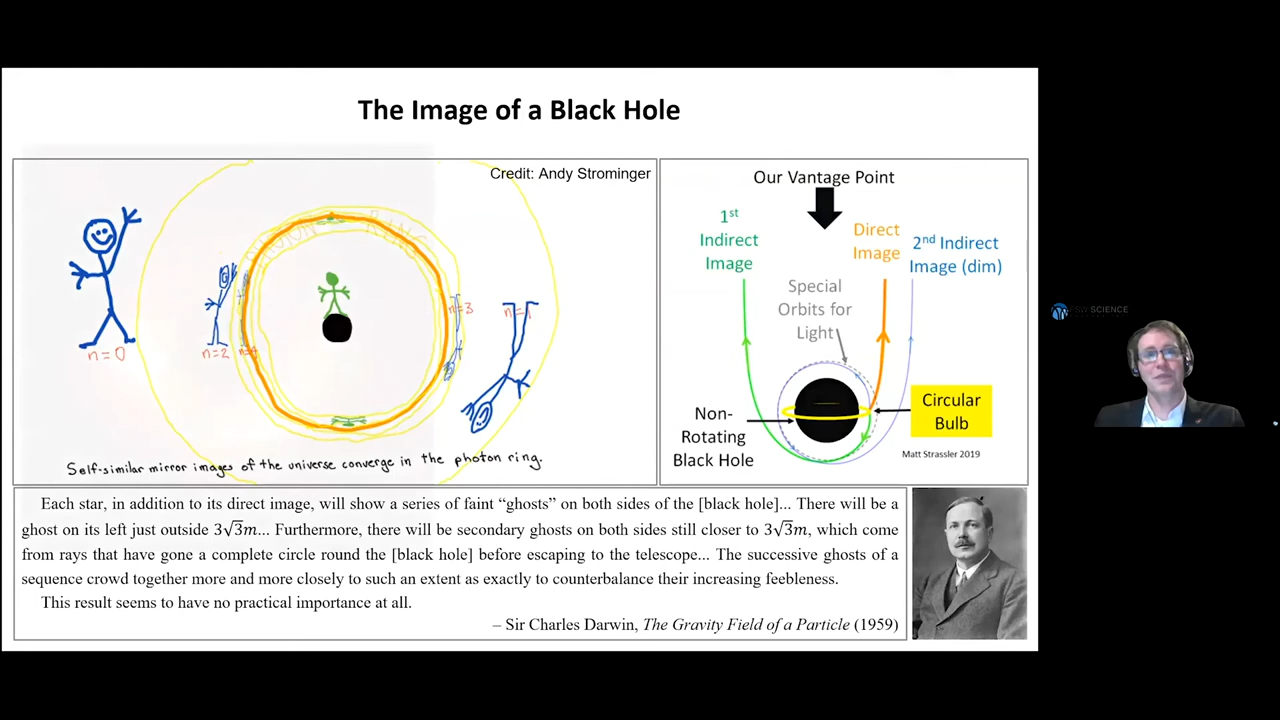 The Image of a Black Hole
Credit: Andy Strominger
PHOTON RING
n=0
n=2
n=4
n=3
n=1
Self-similar mirror images of the universe converge in the photon ring.
Our Vantage Point
1st
Indirect
Image
Direct
Image
2nd Indirect
Image (dim)
Special
Orbits for
Light
Non-
Rotating
Black Hole
Circular
Bulb
Matt Strassler 2019
Each star, in addition to its direct image, will show a series of faint “ghosts” on both sides of the [black hole]... There will be a
ghost on its left just outside 3√3m... Furthermore, there will be secondary ghosts on both sides still closer to 3√3m, which come
from rays that have gone a complete circle round the [black hole] before escaping to the telescope... The successive ghosts of a
sequence crowd together more and more closely to such an extent as exactly to counterbalance their increasing feebleness.
This result seems to have no practical importance at all.
– Sir Charles Darwin, The Gravity Field of a Particle (1959)
SCIENCE